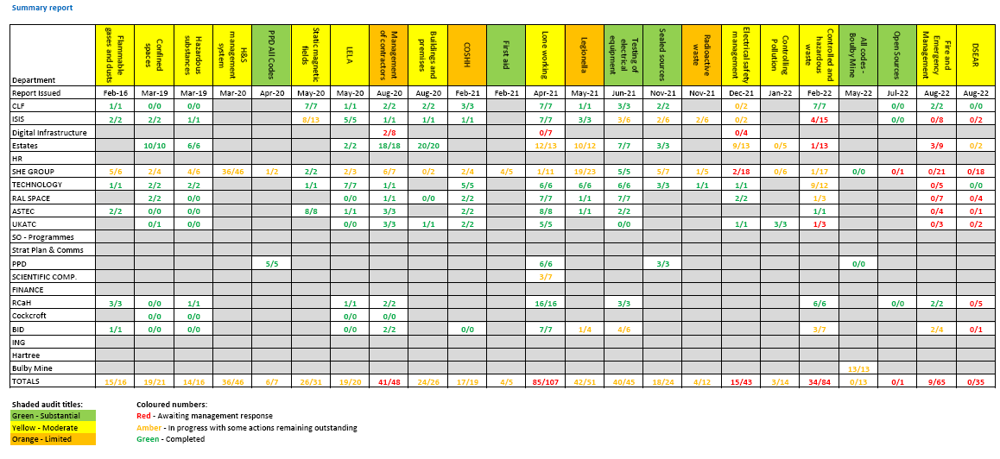 Summary report
Flammable gases and dusts
Confined spaces
Hazardous substances
H&S management system
PPD All Codes
Static magnetic fields
LELA
Management of contractors
Buildings and premises
COSHH
First aid
Lone working
Legionella
Testing of electrical equipment
Sealed sources
Radioactive waste
Electrical safety management
Controlling Pollution
Controlled and hazardous waste
All codes - Boulby Mine
Open Sources
Fire and Emergency Management
DSEAR
Department
Report Issued Feb-16 Mar-19 Mar-19 Mar-20 Apr-20 May-20 May-20 Aug-20 Aug-20 Feb-21 Feb-21 Apr-21 May-21 Jun-21 Nov-21 Nov-21 Dec-21 Jan-22 Feb-22 May-22 Jul-22 Aug-22 Aug-22
CLF 1/1 0/0 0/0 7/7 1/1 2/2 2/2 3/3 7/7 1/1 3/3 2/2 0/2 7/7 0/0 2/2 0/0
ISIS 2/2 2/2 1/1 8/13 5/5 1/1 1/1 1/1 7/7 3/3 3/6 2/6 2/6 0/2 4/15 0/0 0/8 0/2
Digital Infrastructure 2/8 0/7 0/4
Estates 10/10 6/6 2/2 18/18 20/20 12/13 10/12 7/7 3/3 9/13 0/5 1/13 3/9 0/2
HR
SHE GROUP 5/6 2/4 4/6 36/46 1/2 2/2 2/3 6/7 0/2 2/4 4/5 1/11 19/23 5/5 5/7 1/5 2/18 0/6 1/17 0/0 0/1 0/21 0/18
TECHNOLOGY 1/1 2/2 2/2 1/1 7/7 1/1 5/5 6/6 6/6 6/6 3/3 1/1 1/1 9/12 0/5 0/0
RAL SPACE 2/2 0/0 0/0 1/1 0/0 2/2 7/7 1/1 7/7 2/2 1/3 0/7 0/4
ASTEC 2/2 0/0 0/0 8/8 1/1 3/3 2/2 8/8 1/1 2/2 1/1 0/4 0/1
UKATC 0/1 0/0 0/0 3/3 1/1 2/2 5/5 0/0 1/1 3/3 1/3 0/3 0/2
SO - Programmes
Strat Plan & Comms
PPD 5/5 6/6 3/3 0/0
SCIENTIFIC COMP. 3/7
FINANCE
RCaH 3/3 0/0 1/1 1/1 2/2 16/16 3/3 6/6 0/0 2/2 0/5
Cockcroft 0/0 0/0 0/0 0/0
BID 1/1 0/0 0/0 0/0 2/2 0/0 7/7 1/4 4/6 3/7 2/4 0/1
ING
Hartree
Bulby Mine 13/13
TOTALS 15/16 19/21 14/16 36/46 6/7 26/31 19/20 41/48 24/26 17/19 4/5 85/107 42/51 40/45 18/24 4/12 15/43 3/14 34/84 0/13 0/1 9/65 0/35
Shaded audit titles: Coloured numbers:
Green - Substantial Red - Awaiting management response
Yellow - Moderate Amber - In progress with some actions remaining outstanding
Orange - Limited Green - Completed